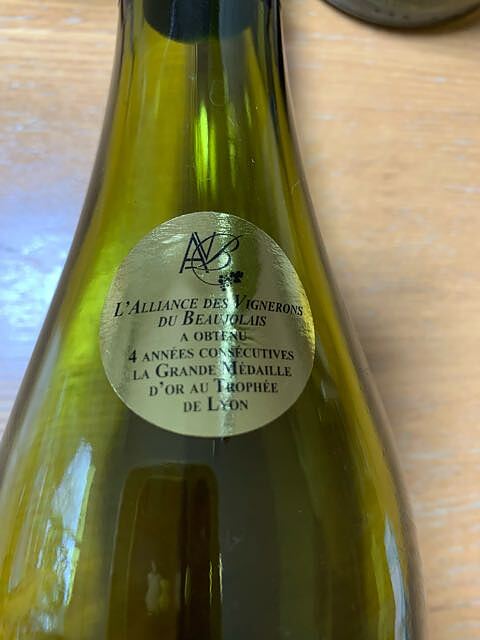 AVB
L'Alliance des Vignerons
du Beaujolais
a obtenu
4 années consécutives
la Grande Médaille
d'or au Trophée
de Lyon